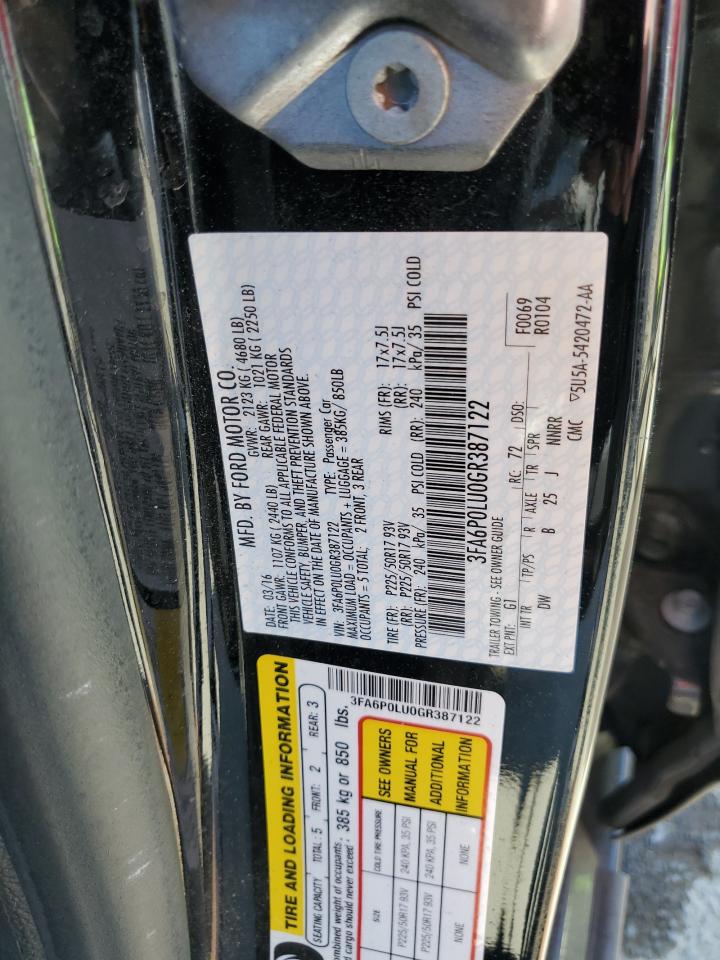 MFD. BY FORD MOTOR CO.
DATE: 03/16 GVWR: 2123 KG ( 4680 LB)
FRONT GAWR: 1107 KG ( 2440 LB) REAR GAWR: 1021 KG ( 2250 LB)
THIS VEHICLE CONFORMS TO ALL APPLICABLE FEDERAL MOTOR
VEHICLE SAFETY, BUMPER, AND THEFT PREVENTION STANDARDS
IN EFFECT ON THE DATE OF MANUFACTURE SHOWN ABOVE.
VIN: 3FA6P0LU0GR387122 TYPE: Passenger Car
MAXIMUM LOAD = OCCUPANTS + LUGGAGE = 385KG/ 850LB
OCCUPANTS = 5 TOTAL: 2 FRONT, 3 REAR
TIRE (FR): P225/50R17 93V RIMS (FR): 17x7.5J
(RR): P225/50R17 93V (RR): 17x7.5J
PRESSURE (FR): 240 kPa/ 35 PSI COLD (RR): 240 kPa/ 35 PSI COLD
3FA6P0LU0GR387122
TRAILER TOWING - SEE OWNER GUIDE
EXT PNT: G1 RC: 72 DSO: F0069
R0104
INT TR TP/PS R AXLE TR SPR
DW B 25 J NNRR
CMC ▽5U5A-5420472-AA
TIRE AND LOADING INFORMATION
SEATING CAPACITY TOTAL: 5 FRONT: 2 REAR: 3
combined weight of occupants
d cargo should never exceed : 385 kg or 850 lbs.
3FA6P0LU0GR387122
SIZE COLD TIRE PRESSURE
P225/50R17 93V 240 KPA, 35 PSI
P225/50R17 93V 240 KPA, 35 PSI
NONE NONE
SEE OWNERS
MANUAL FOR
ADDITIONAL
INFORMATION